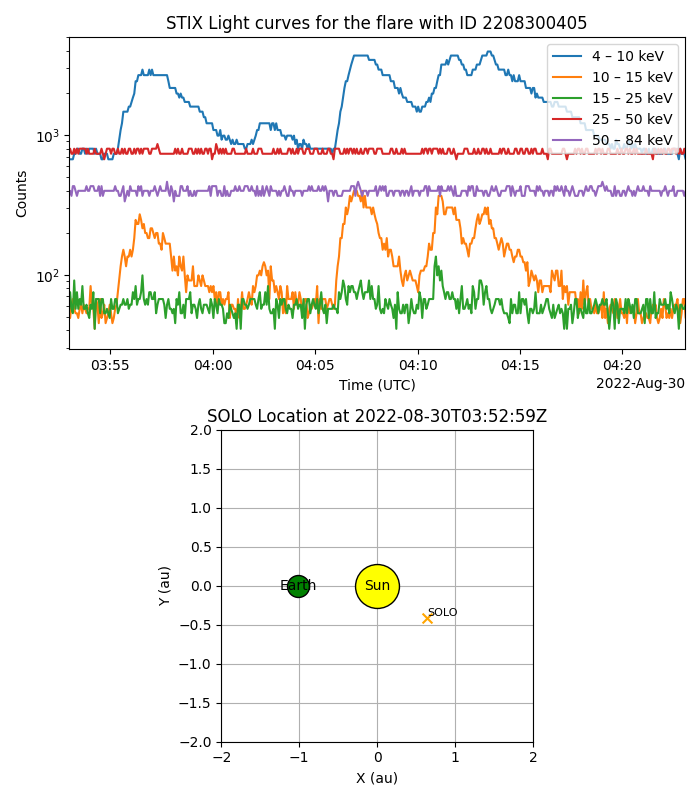 STIX Light curves for the flare with ID 2208300405
4 – 10 keV
10 – 15 keV
15 – 25 keV
25 – 50 keV
50 – 84 keV
10³
10²
Counts
03:55 04:00 04:05 04:10 04:15 04:20
Time (UTC)
2022-Aug-30
SOLO Location at 2022-08-30T03:52:59Z
2.0
1.5
1.0
0.5
0.0
−0.5
−1.0
−1.5
−2.0
Y (au)
Earth
Sun
SOLO
−2 −1 0 1 2
X (au)